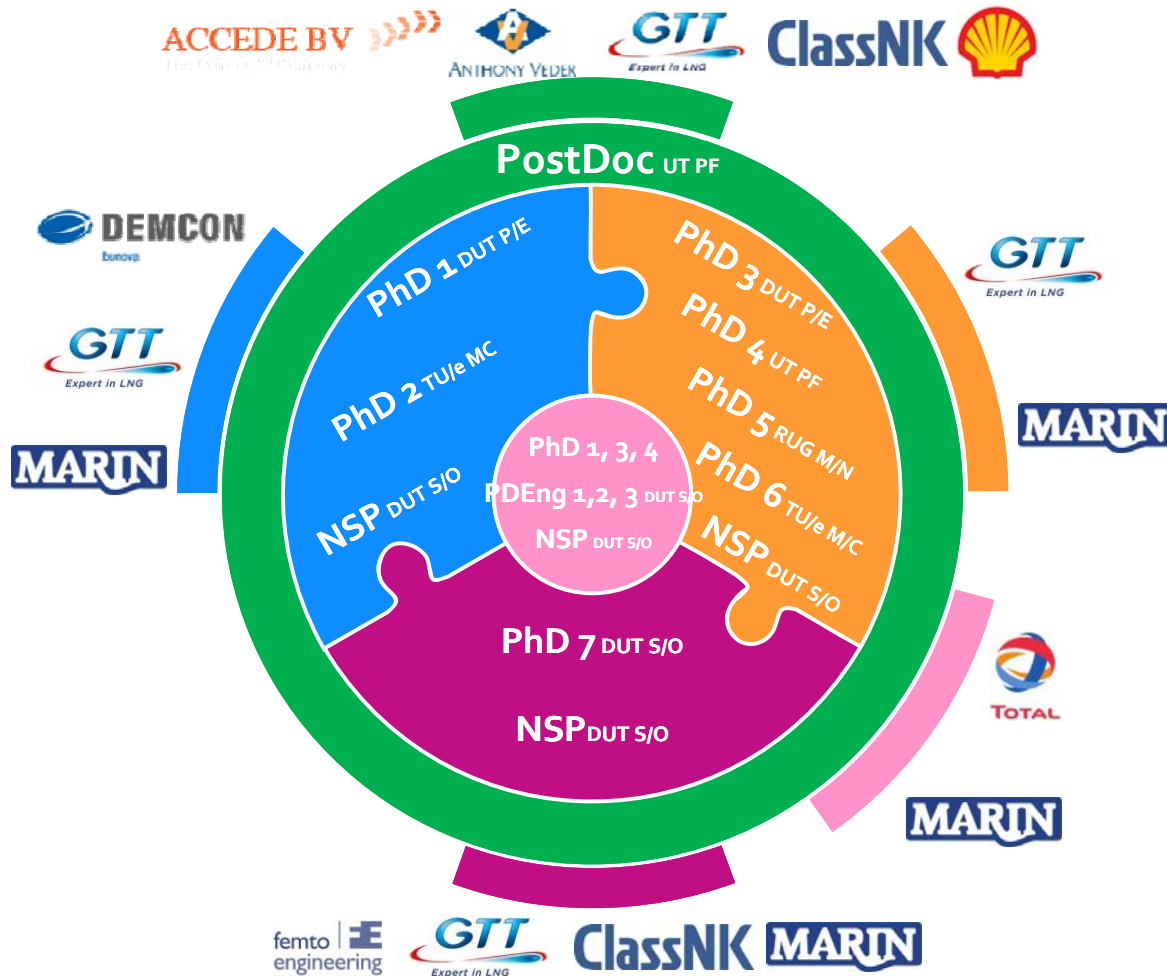 ACCEDE BV
ANTHONY VEDER
GTT
Expert in LNG
ClassNK
PostDoc UT PF
DEMCON
bunova
GTT
Expert in LNG
MARIN
PhD 1 DUT P/E
PhD 2 TU/e MC
NSP DUT S/O
PhD 3 DUT P/E
PhD 4 UT PF
PhD 5 RUG M/N
PhD 6 TU/e M/C
NSP DUT S/O
GTT
Expert in LNG
MARIN
PhD 1, 3, 4
PDEng 1,2, 3 DUT S/O
NSP DUT S/O
PhD 7 DUT S/O
NSP DUT S/O
TOTAL
MARIN
femto
engineering
FE
GTT
Expert in LNG
ClassNK
MARIN